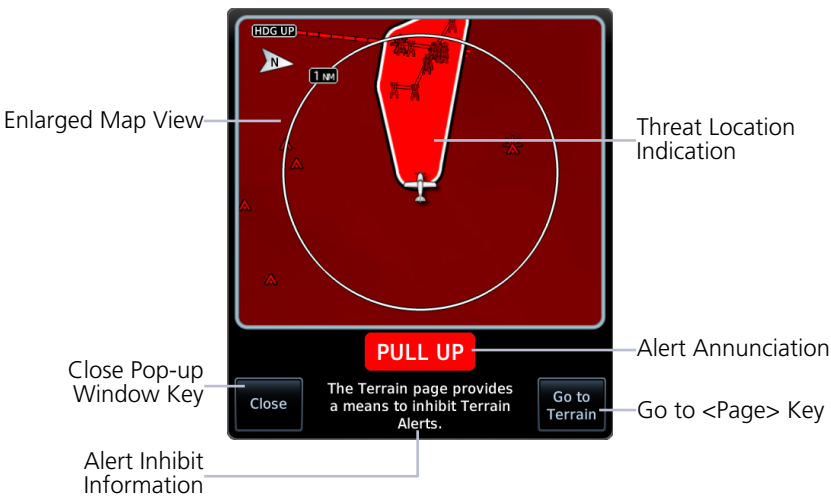 HDG UP
N
1 NM
Enlarged Map View
Threat Location
Indication
PULL UP
Alert Annunciation
Close Pop-up
Window Key
Close
The Terrain page provides
a means to inhibit Terrain
Alerts.
Go to
Terrain
Go to <Page> Key
Alert Inhibit
Information